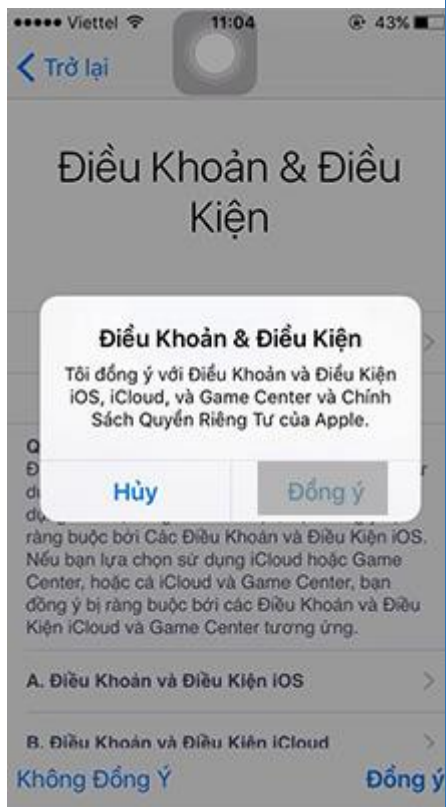 Viettel 11:04 43%
Trở lại
Điều Khoản & Điều
Kiện
Điều Khoản & Điều Kiện
Tôi đồng ý với Điều Khoản và Điều Kiện
iOS, iCloud, và Game Center và Chính
Sách Quyền Riêng Tư của Apple.
Hủy Đồng ý
ràng buộc bởi Các Điều Khoản và Điều Kiện iOS.
Nếu bạn lựa chọn sử dụng iCloud hoặc Game
Center, hoặc cả iCloud và Game Center, bạn
đồng ý bị ràng buộc bởi các Điều Khoản và Điều
Kiện iCloud và Game Center tương ứng.
A. Điều Khoản và Điều Kiện iOS
B. Điều Khoản và Điều Kiện iCloud
Không Đồng Ý Đồng ý